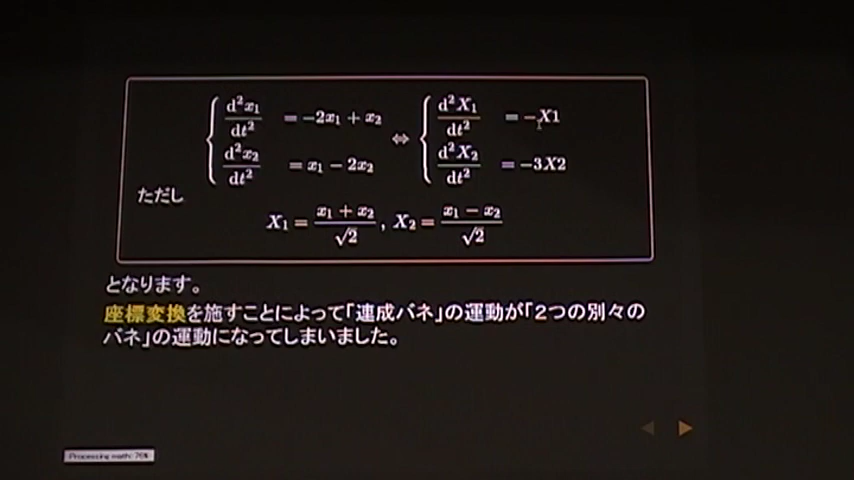 d²x₁/dt² = −2x₁ + x₂ ⇔ d²X₁/dt² = −X1
d²x₂/dt² = x₁ − 2x₂ d²X₂/dt² = −3X2
ただし
X₁ = (x₁ + x₂)/√2 , X₂ = (x₁ − x₂)/√2
となります。
座標変換を施すことによって「連成バネ」の運動が「２つの別々の
バネ」の運動になってしまいました。
Processing math: 76%